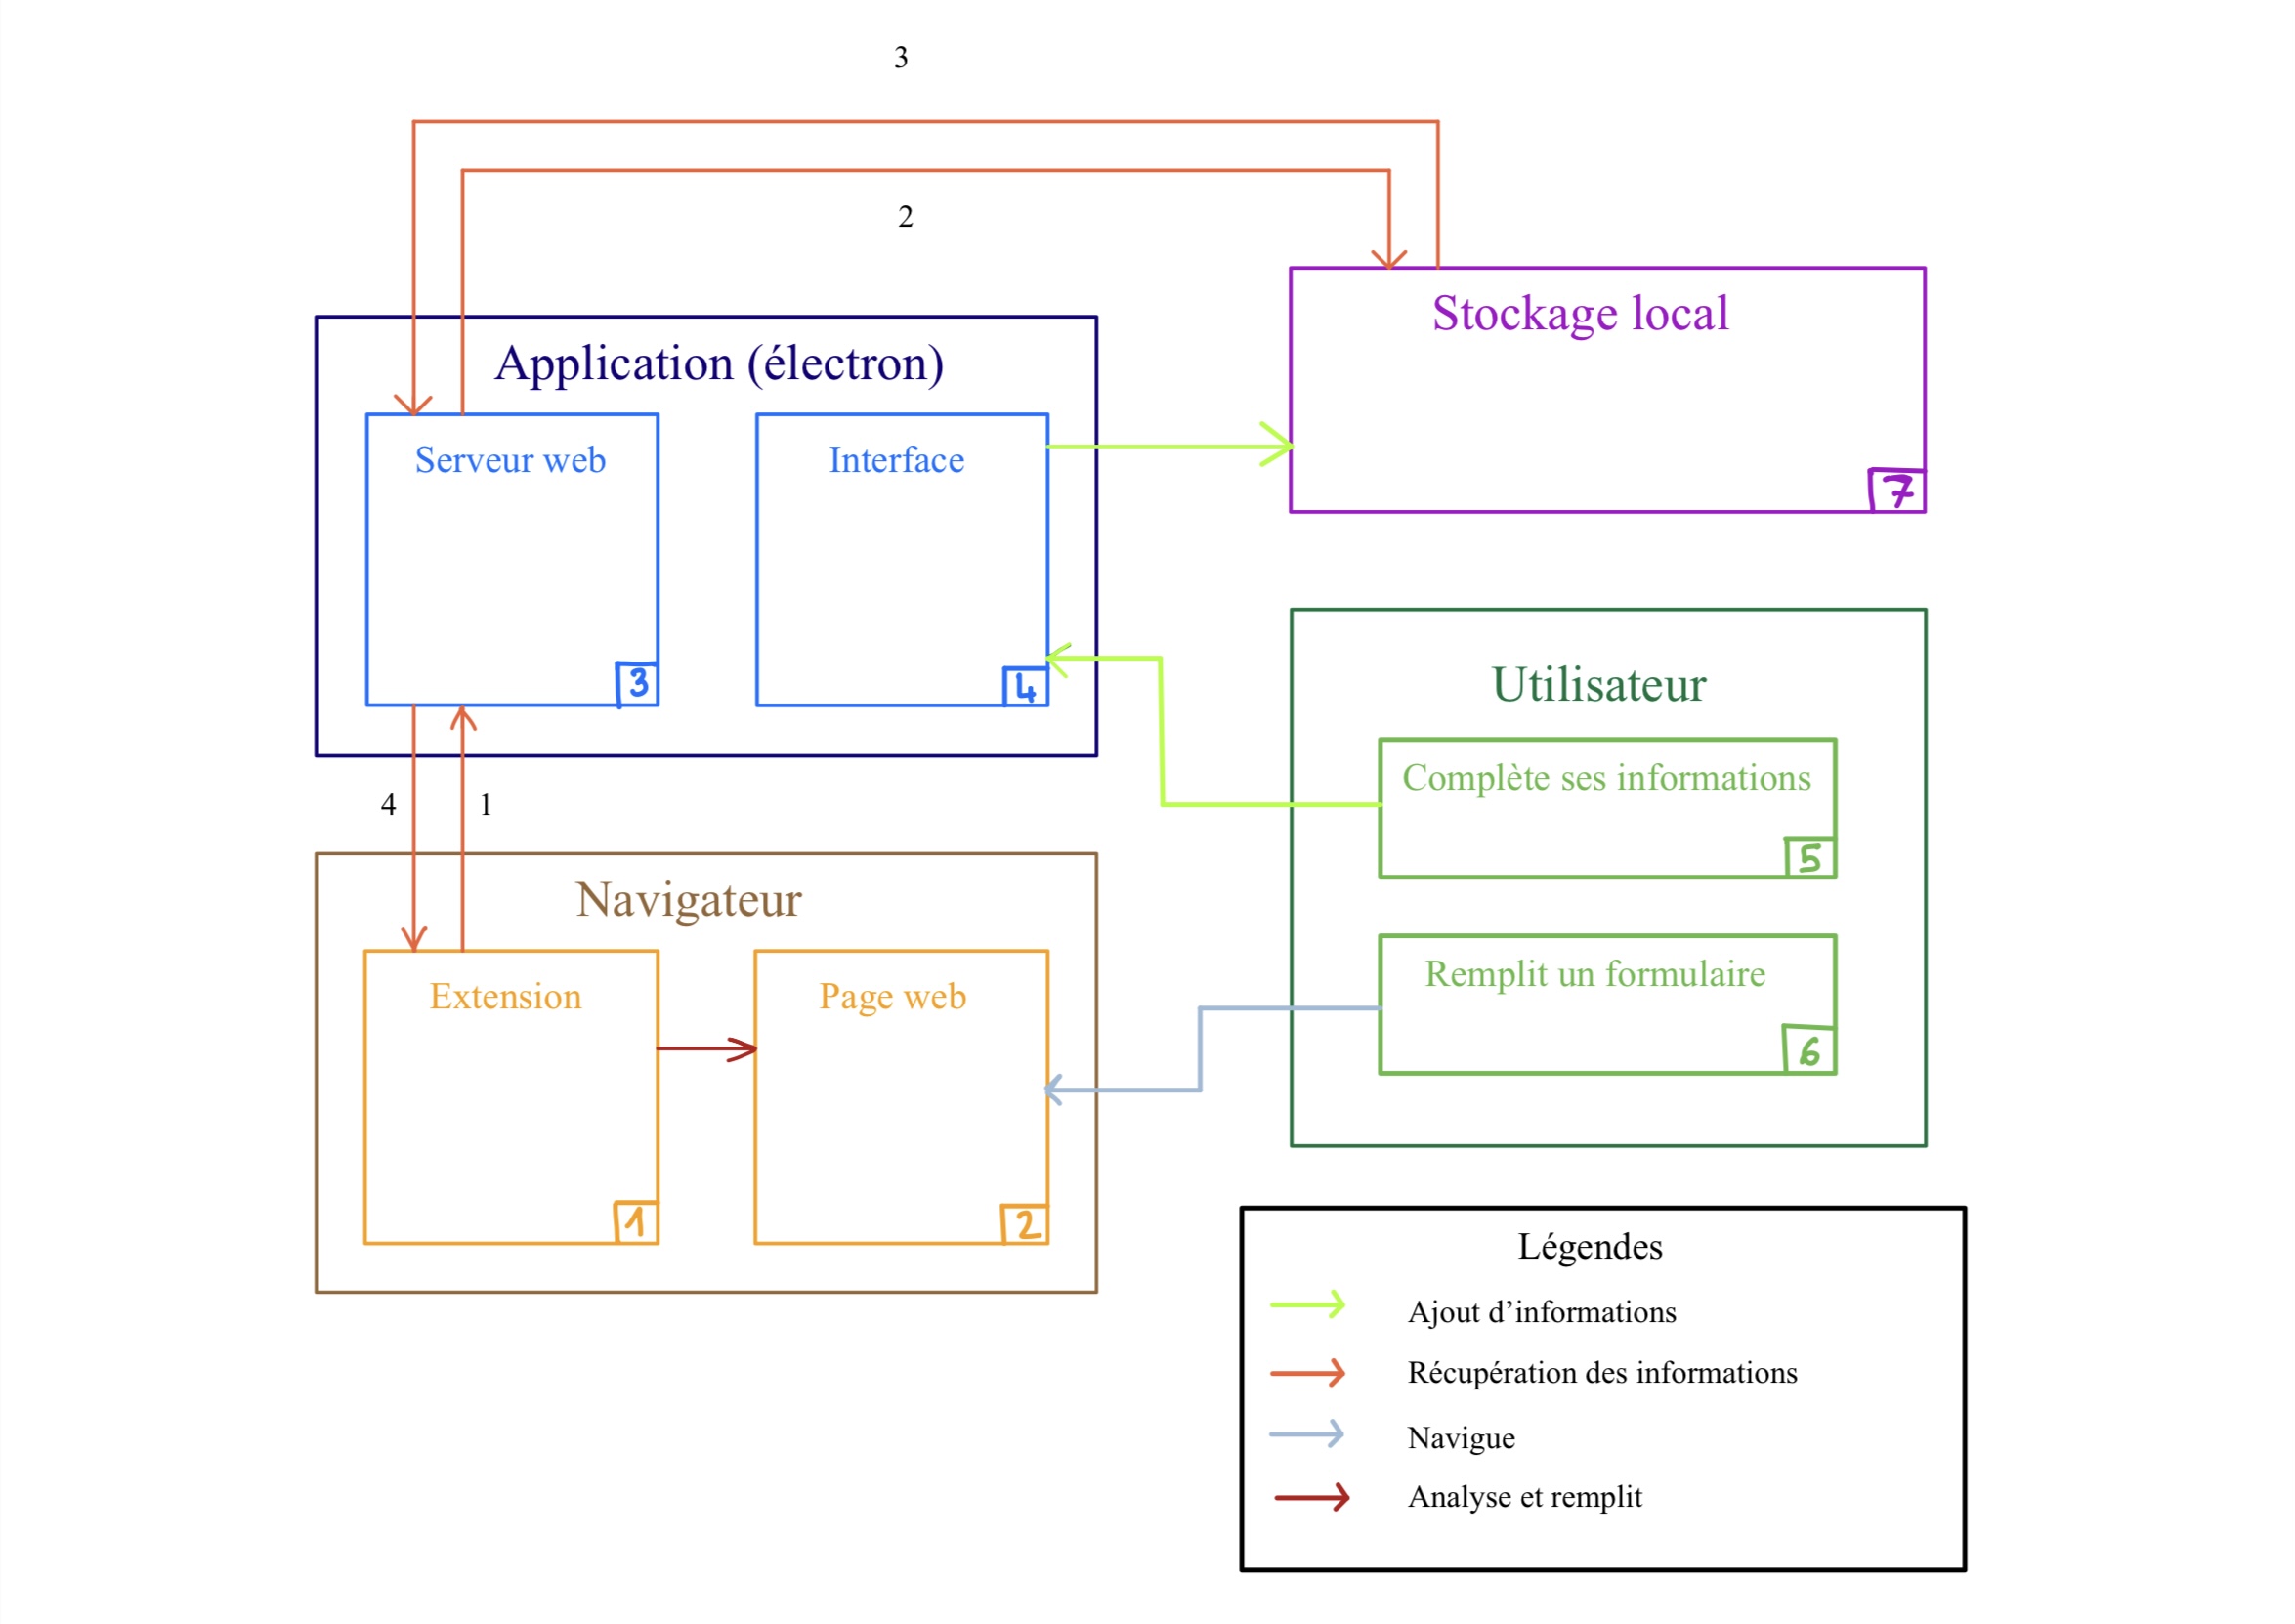 3
2
Stockage local
Application (électron)
Serveur web
Interface
7
3
4
Utilisateur
Complète ses informations
4
1
5
Navigateur
Extension
Page web
Remplit un formulaire
6
1
2
Légendes
Ajout d’informations
Récupération des informations
Navigue
Analyse et remplit